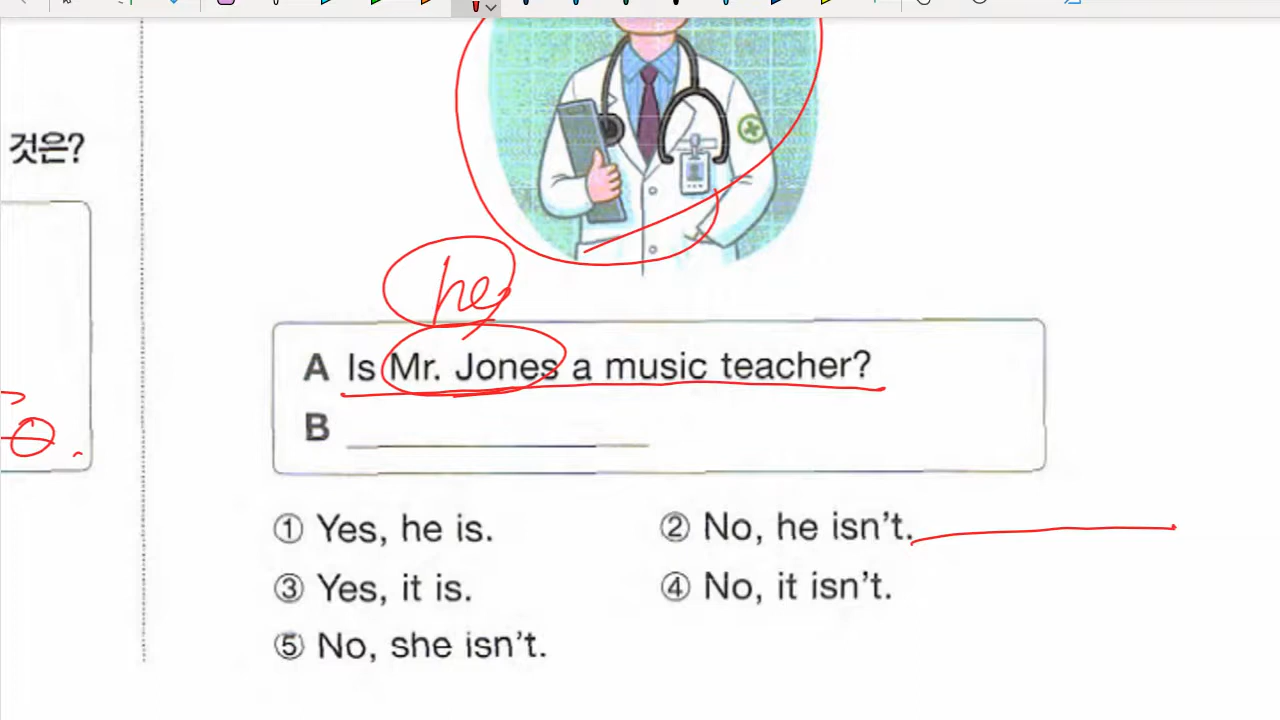 것은?
he
A Is Mr. Jones a music teacher?
B
① Yes, he is.
② No, he isn't.
③ Yes, it is.
④ No, it isn't.
⑤ No, she isn't.